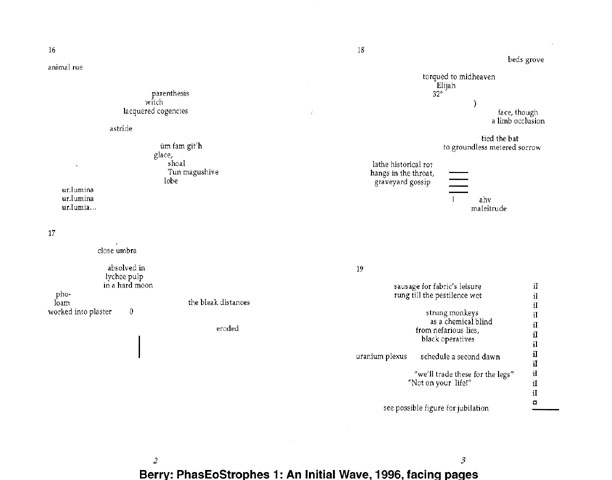 16
animal rue
parenthesis
witch
lacquered cogencies
astride
üm fam git'h
glace,
shoal
Tun magushive
lobe
ur.lumina
ur.lumina
ur.lumia...
17
close umbra
absolved in
lychee pulp
in a hard moon
pho-
loam
the bleak distances
worked into plaster 0
eroded
2
18
beds grove
torqued to midheaven
Elijah
32°
)
face, though
a limb occlusion
tied the bat
to groundless metered sorrow
lathe historical rot
hangs in the throat,
graveyard gossip
l ahv
maleitrude
19
sausage for fabric's leisure il
rung till the pestilence wet il
il
strung monkeys il
as a chemical blind il
from nefarious lies, il
black operatives il
il
uranium plexus schedule a second dawn il
il
"we'll trade these for the legs" il
"Not on your life!" il
o
see possible figure for jubilation
3
Berry: PhasEoStrophes 1: An Initial Wave, 1996, facing pages